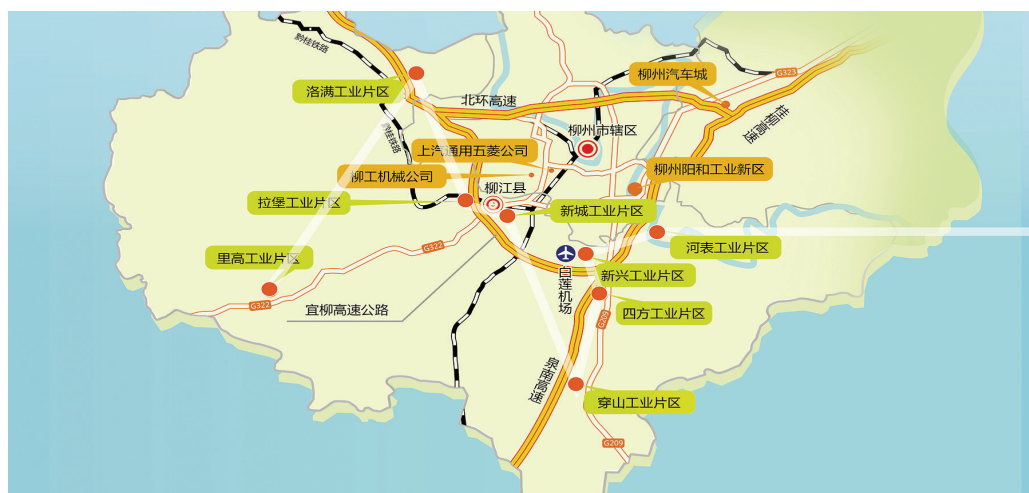 黔桂铁路
柳州汽车城
G323
洛满工业片区
北环高速
桂柳高速
柳州市辖区
黔桂铁路
上汽通用五菱公司
柳工机械公司
柳州阳和工业新区
柳江县
拉堡工业片区
新城工业片区
G322
河表工业片区
里高工业片区
新兴工业片区
白莲机场
G322
宜柳高速公路
四方工业片区
G209
泉南高速
穿山工业片区
G209